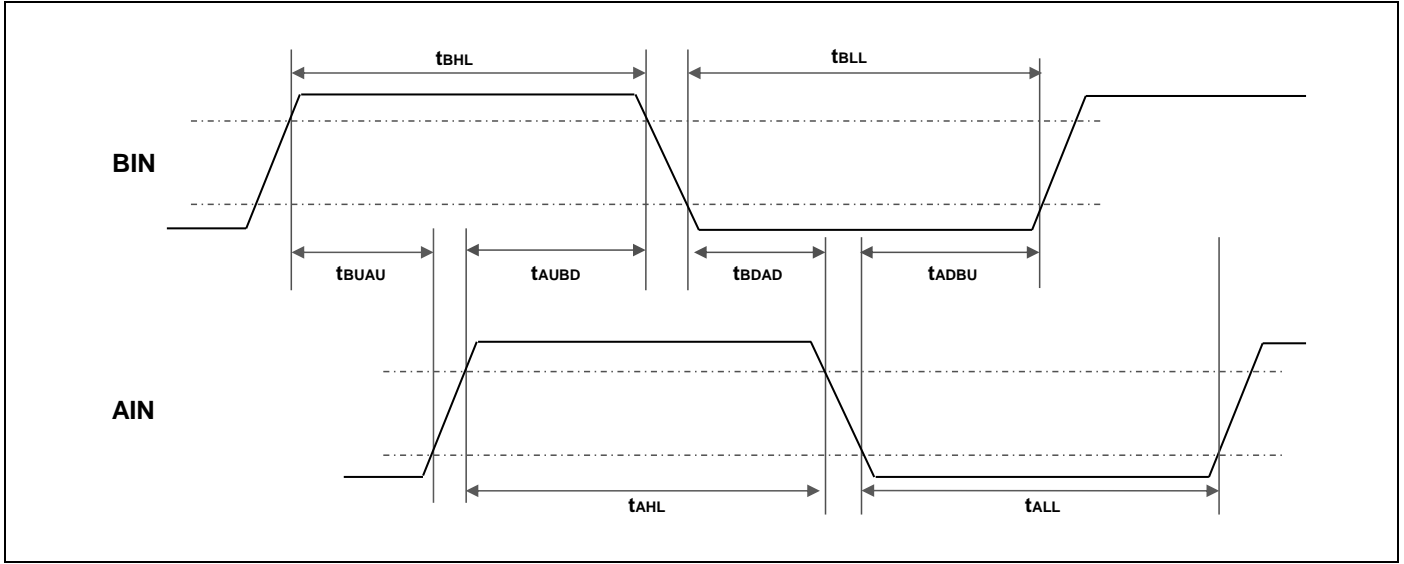 tBHL
tBLL
BIN
tBUAU
tAUBD
tBDAD
tADBU
AIN
tAHL
tALL